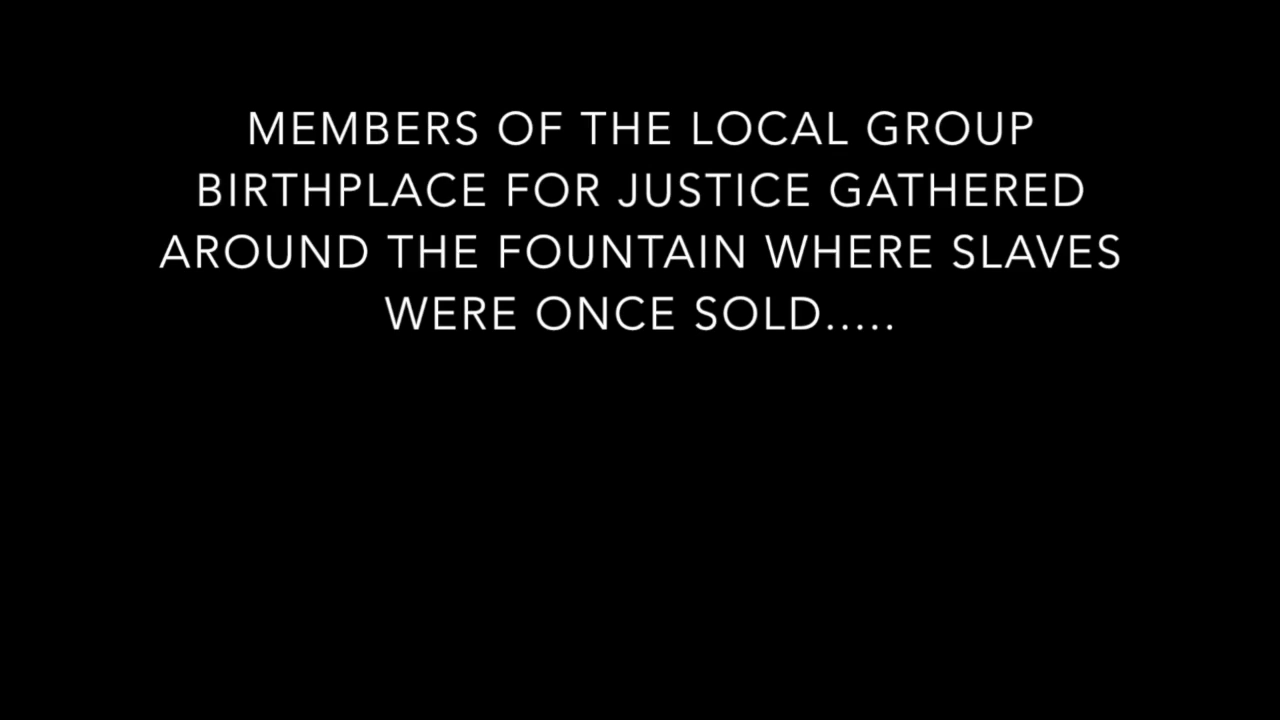 MEMBERS OF THE LOCAL GROUP
BIRTHPLACE FOR JUSTICE GATHERED
AROUND THE FOUNTAIN WHERE SLAVES
WERE ONCE SOLD.....